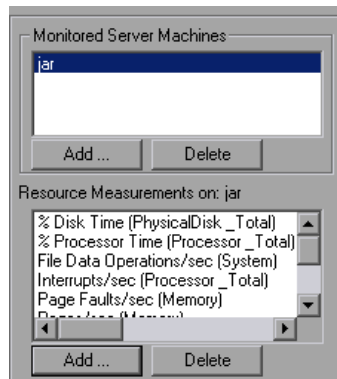 Monitored Server Machines
jar
Add ...
Delete
Resource Measurements on: jar
% Disk Time (PhysicalDisk _Total)
% Processor Time (Processor _Total)
File Data Operations/sec (System)
Interrupts/sec (Processor _Total)
Page Faults/sec (Memory)
Add ...
Delete